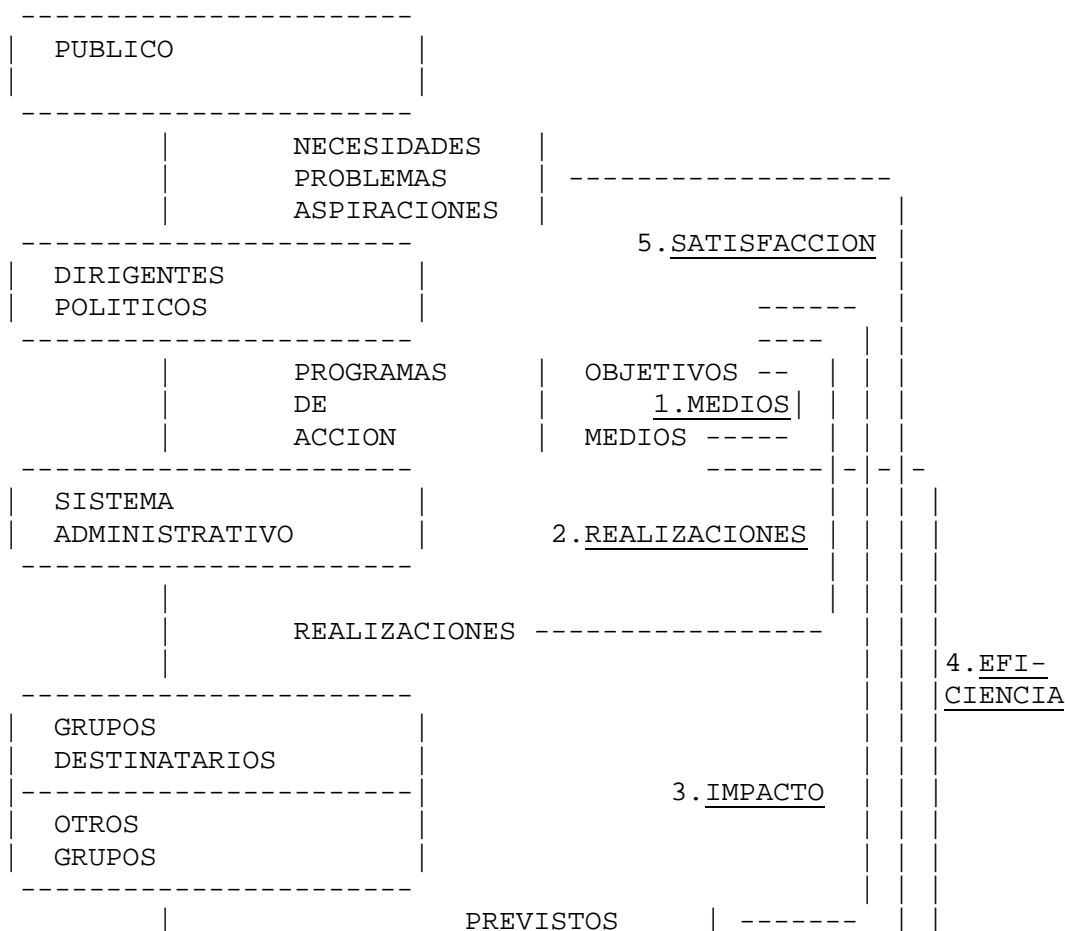 PUBLICO
NECESIDADES
PROBLEMAS
ASPIRACIONES
5.SATISFACCION
DIRIGENTES
POLITICOS
PROGRAMAS OBJETIVOS
DE 1.MEDIOS
ACCION MEDIOS
SISTEMA
ADMINISTRATIVO 2.REALIZACIONES
REALIZACIONES
4.EFI-
CIENCIA
GRUPOS
DESTINATARIOS
3.IMPACTO
OTROS
GRUPOS
PREVISTOS